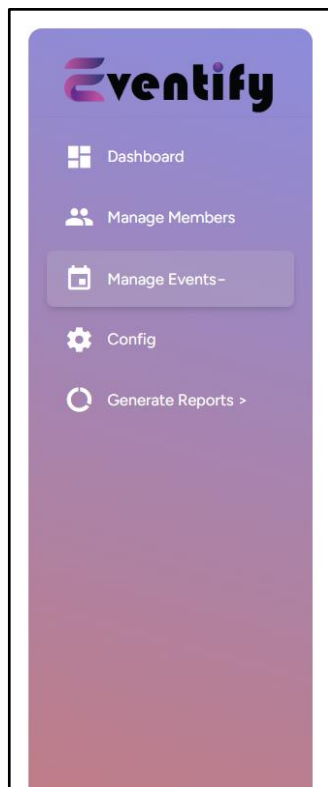 Eventify
Dashboard
Manage Members
Manage Events-
Config
Generate Reports >